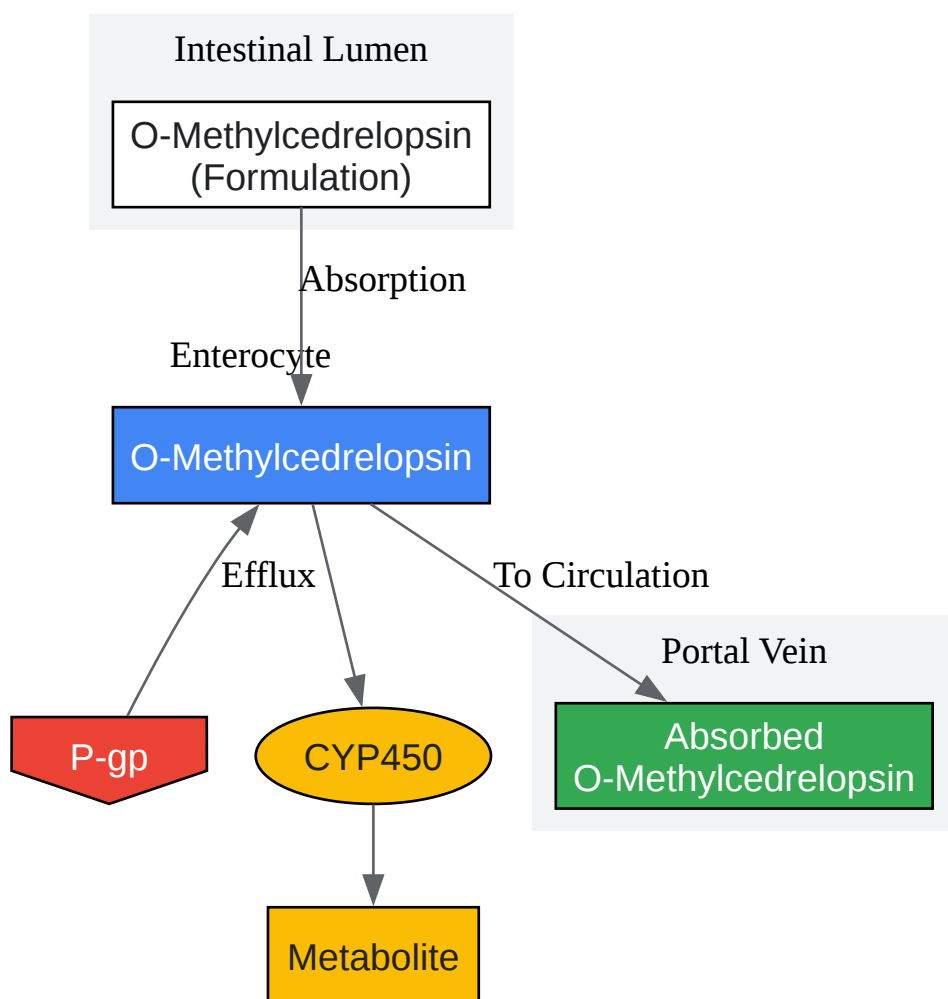 Intestinal Lumen
O-Methylcedrelopsin
(Formulation)
Absorption
Enterocyte
O-Methylcedrelopsin
Efflux
To Circulation
Portal Vein
P-gp
CYP450
Absorbed
O-Methylcedrelopsin
Metabolite